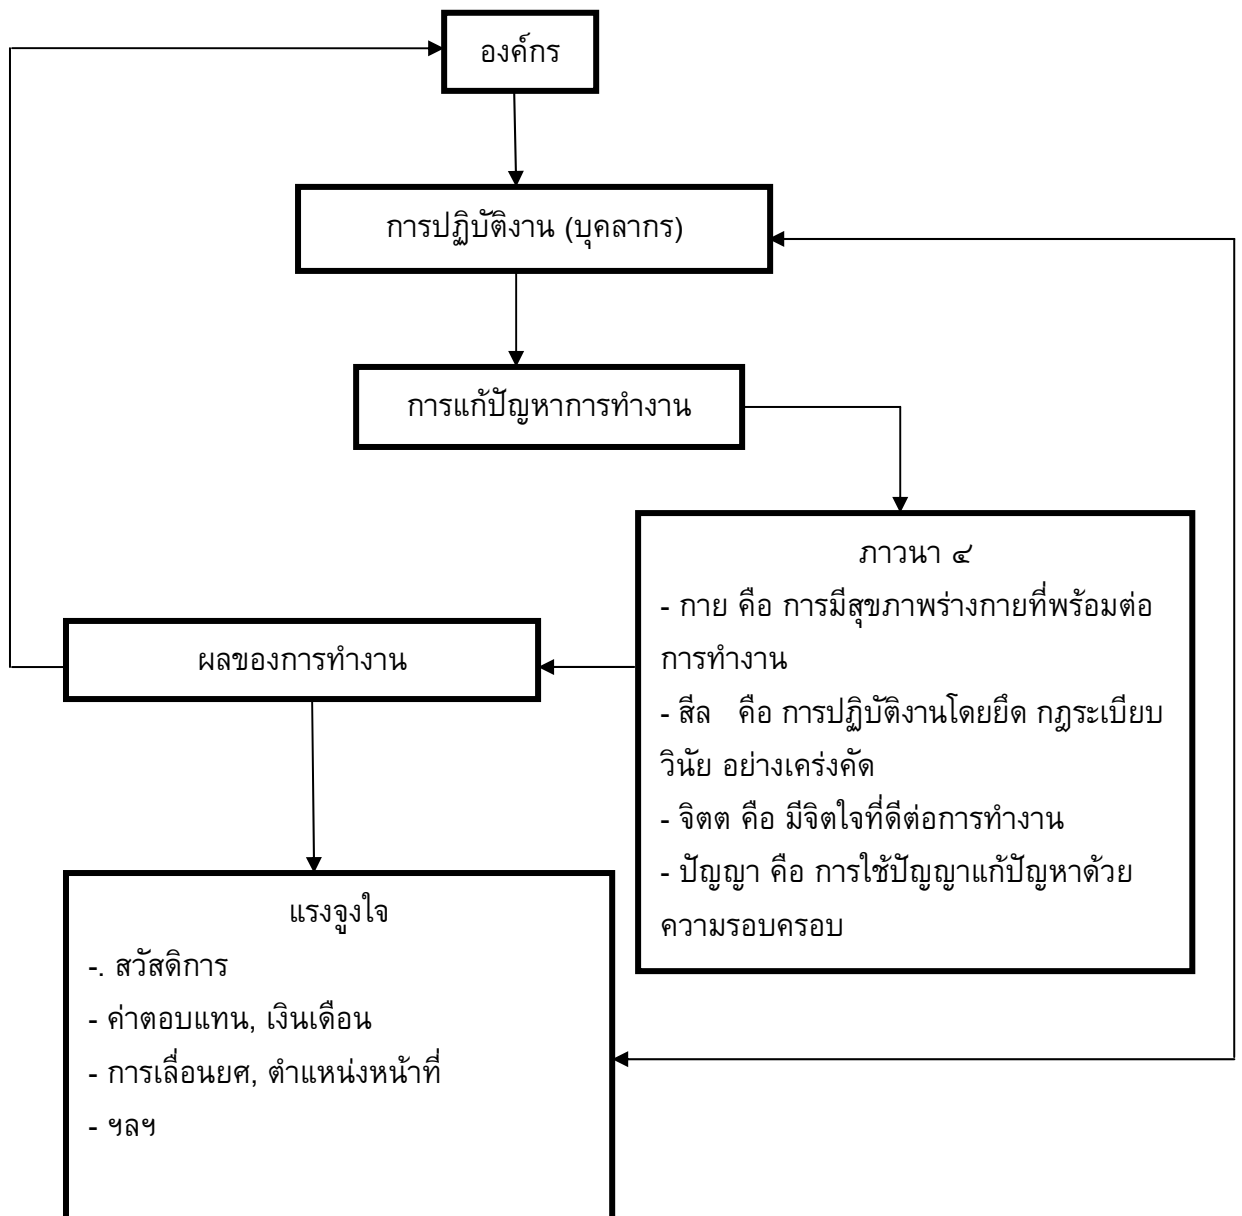 องค์กร
การปฏิบัติงาน (บุคลากร)
การแก้ปัญหาการทำงาน
ภาวนา ๔
- กาย คือ การมีสุขภาพร่างกายที่พร้อมต่อ
การทำงาน
- สีล คือ การปฏิบัติงานโดยยึด กฎระเบียบ
วินัย อย่างเคร่งคัด
- จิตต คือ มีจิตใจที่ดีต่อการทำงาน
- ปัญญา คือ การใช้ปัญญาแก้ปัญหาด้วย
ความรอบครอบ
ผลของการทำงาน
แรงจูงใจ
-. สวัสดิการ
- ค่าตอบแทน, เงินเดือน
- การเลื่อนยศ, ตำแหน่งหน้าที่
- ฯลฯ